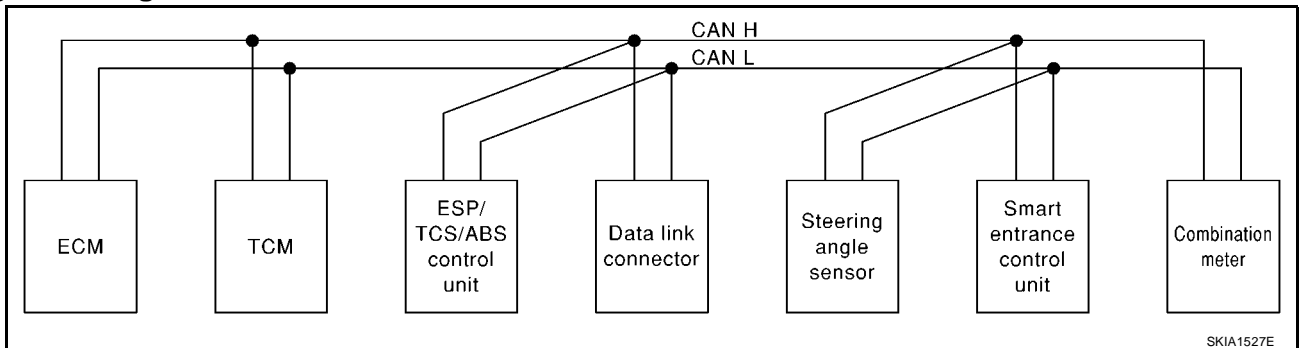 CAN H
CAN L
ECM
TCM
ESP/
TCS/ABS
control
unit
Data link
connector
Steering
angle
sensor
Smart
entrance
control
unit
Combination
meter
SKIA1527E